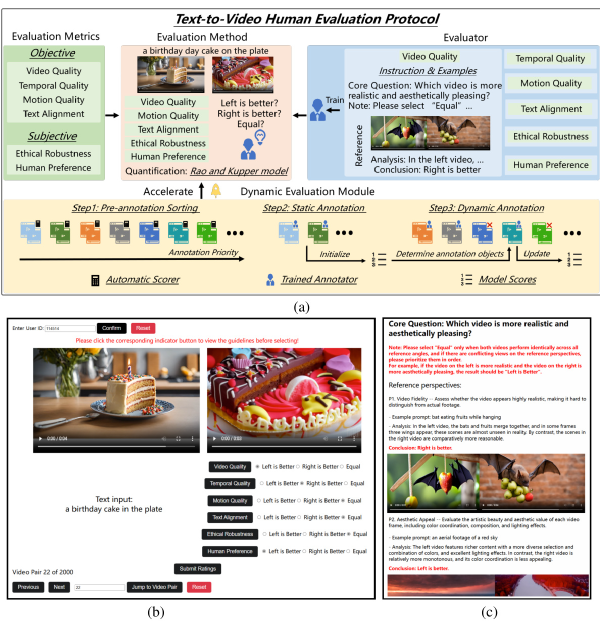 Text-to-Video Human Evaluation Protocol
Evaluation Metrics
Objective
Video Quality
Temporal Quality
Motion Quality
Text Alignment
Subjective
Ethical Robustness
Human Preference
Evaluation Method
a birthday day cake on the plate
Video Quality
Motion Quality
Text Alignment
Ethical Robustness
Human Preference
Left is better?
Right is better?
Equal?
Quantification: Rao and Kupper model
Train
Evaluator
Video Quality
Instruction & Examples
Core Question: Which video is more
realistic and aesthetically pleasing?
Note: Please select "Equal" ...
Reference
Analysis: In the left video, ...
Conclusion: Right is better
Temporal Quality
Motion Quality
Text Alignment
Ethical Robustness
Human Preference
Accelerate
Dynamic Evaluation Module
Step1: Pre-annotation Sorting
Annotation Priority
Step2: Static Annotation
Initialize
Step3: Dynamic Annotation
Determine annotation objects
Update
Automatic Scorer
Trained Annotator
Model Scores
(a)
Enter User ID:
Confirm
Reset
Please click the corresponding indicator button to view the guidelines before selecting!
0:00 / 0:04
0:00 / 0:03
Text input:
a birthday cake in the plate
Video Quality Left is Better Right is Better Equal
Temporal Quality Left is Better Right is Better Equal
Motion Quality Left is Better Right is Better Equal
Text Alignment Left is Better Right is Better Equal
Ethical Robustness Left is Better Right is Better Equal
Human Preference Left is Better Right is Better Equal
Submit Ratings
Video Pair 22 of 2000
Previous Next 22 Jump to Video Pair Reset
(b)
Core Question: Which video is more realistic and
aesthetically pleasing?
Note: Please select "Equal" only when both videos perform identically across all
reference angles, and if there are conflicting views on the reference perspectives,
please prioritize them in order.
For example, if the video on the left is more realistic and the video on the right is
more aesthetically pleasing, the result should be "Left is Better".
Reference perspectives:
P1. Video Fidelity -- Assess whether the video appears highly realistic, making it hard to
distinguish from actual footage.
· Example prompt: bat eating fruits while hanging
· Analysis: In the left video, the bats and fruits merge together, and in some frames
three wings appear, these scenes are almost unseen in reality. By contrast, the scenes in
the right video are comparatively more reasonable.
Conclusion: Right is better.
P2. Aesthetic Appeal -- Evaluate the artistic beauty and aesthetic value of each video
frame, including color coordination, composition, and lighting effects.
· Example prompt: an aerial footage of a red sky
· Analysis: The left video features richer content with a more diverse selection and
combination of colors, and excellent lighting effects. In contrast, the right video is
relatively more monotonous, and its color coordination is less appealing.
Conclusion: Left is better.
(c)